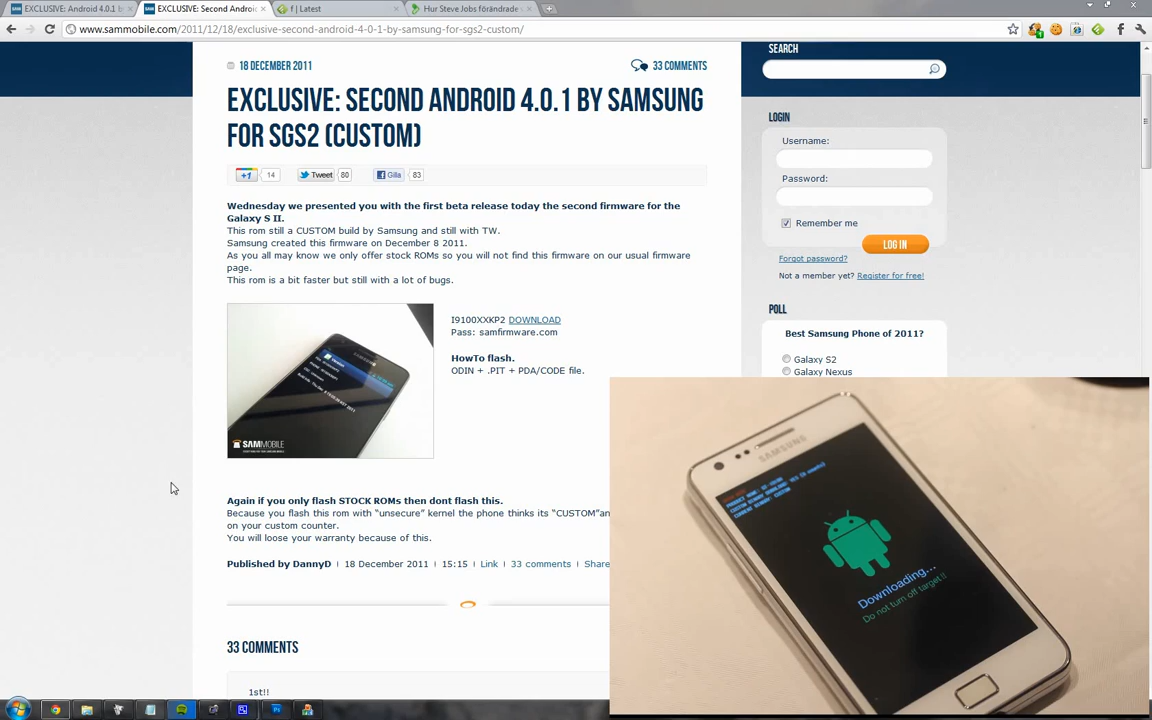 EXCLUSIVE: Android 4.0.1 b
EXCLUSIVE: Second Androi
f | Latest
Hur Steve Jobs förändrade
www.sammobile.com/2011/12/18/exclusive-second-android-4-0-1-by-samsung-for-sgs2-custom/
18 DECEMBER 2011
33 COMMENTS
EXCLUSIVE: SECOND ANDROID 4.0.1 BY SAMSUNG
FOR SGS2 (CUSTOM)
+1 14 Tweet 80 Gilla 83
Wednesday we presented you with the first beta release today the second firmware for the
Galaxy S II.
This rom still a CUSTOM build by Samsung and still with TW.
Samsung created this firmware on December 8 2011.
As you all may know we only offer stock ROMs so you will not find this firmware on our usual firmware
page.
This rom is a bit faster but still with a lot of bugs.
I9100XXKP2 DOWNLOAD
Pass: samfirmware.com
HowTo flash.
ODIN + .PIT + PDA/CODE file.
SAMMOBILE
Again if you only flash STOCK ROMs then dont flash this.
Because you flash this rom with “unsecure” kernel the phone thinks its “CUSTOM”an
on your custom counter.
You will loose your warranty because of this.
Published by DannyD | 18 December 2011 | 15:15 | Link | 33 comments | Share
33 COMMENTS
1st!!
SEARCH
LOGIN
Username:
Password:
Remember me
LOG IN
Forgot password?
Not a member yet? Register for free!
POLL
Best Samsung Phone of 2011?
Galaxy S2
Galaxy Nexus
SAMSUNG
Downloading...
Do not turn off target !!